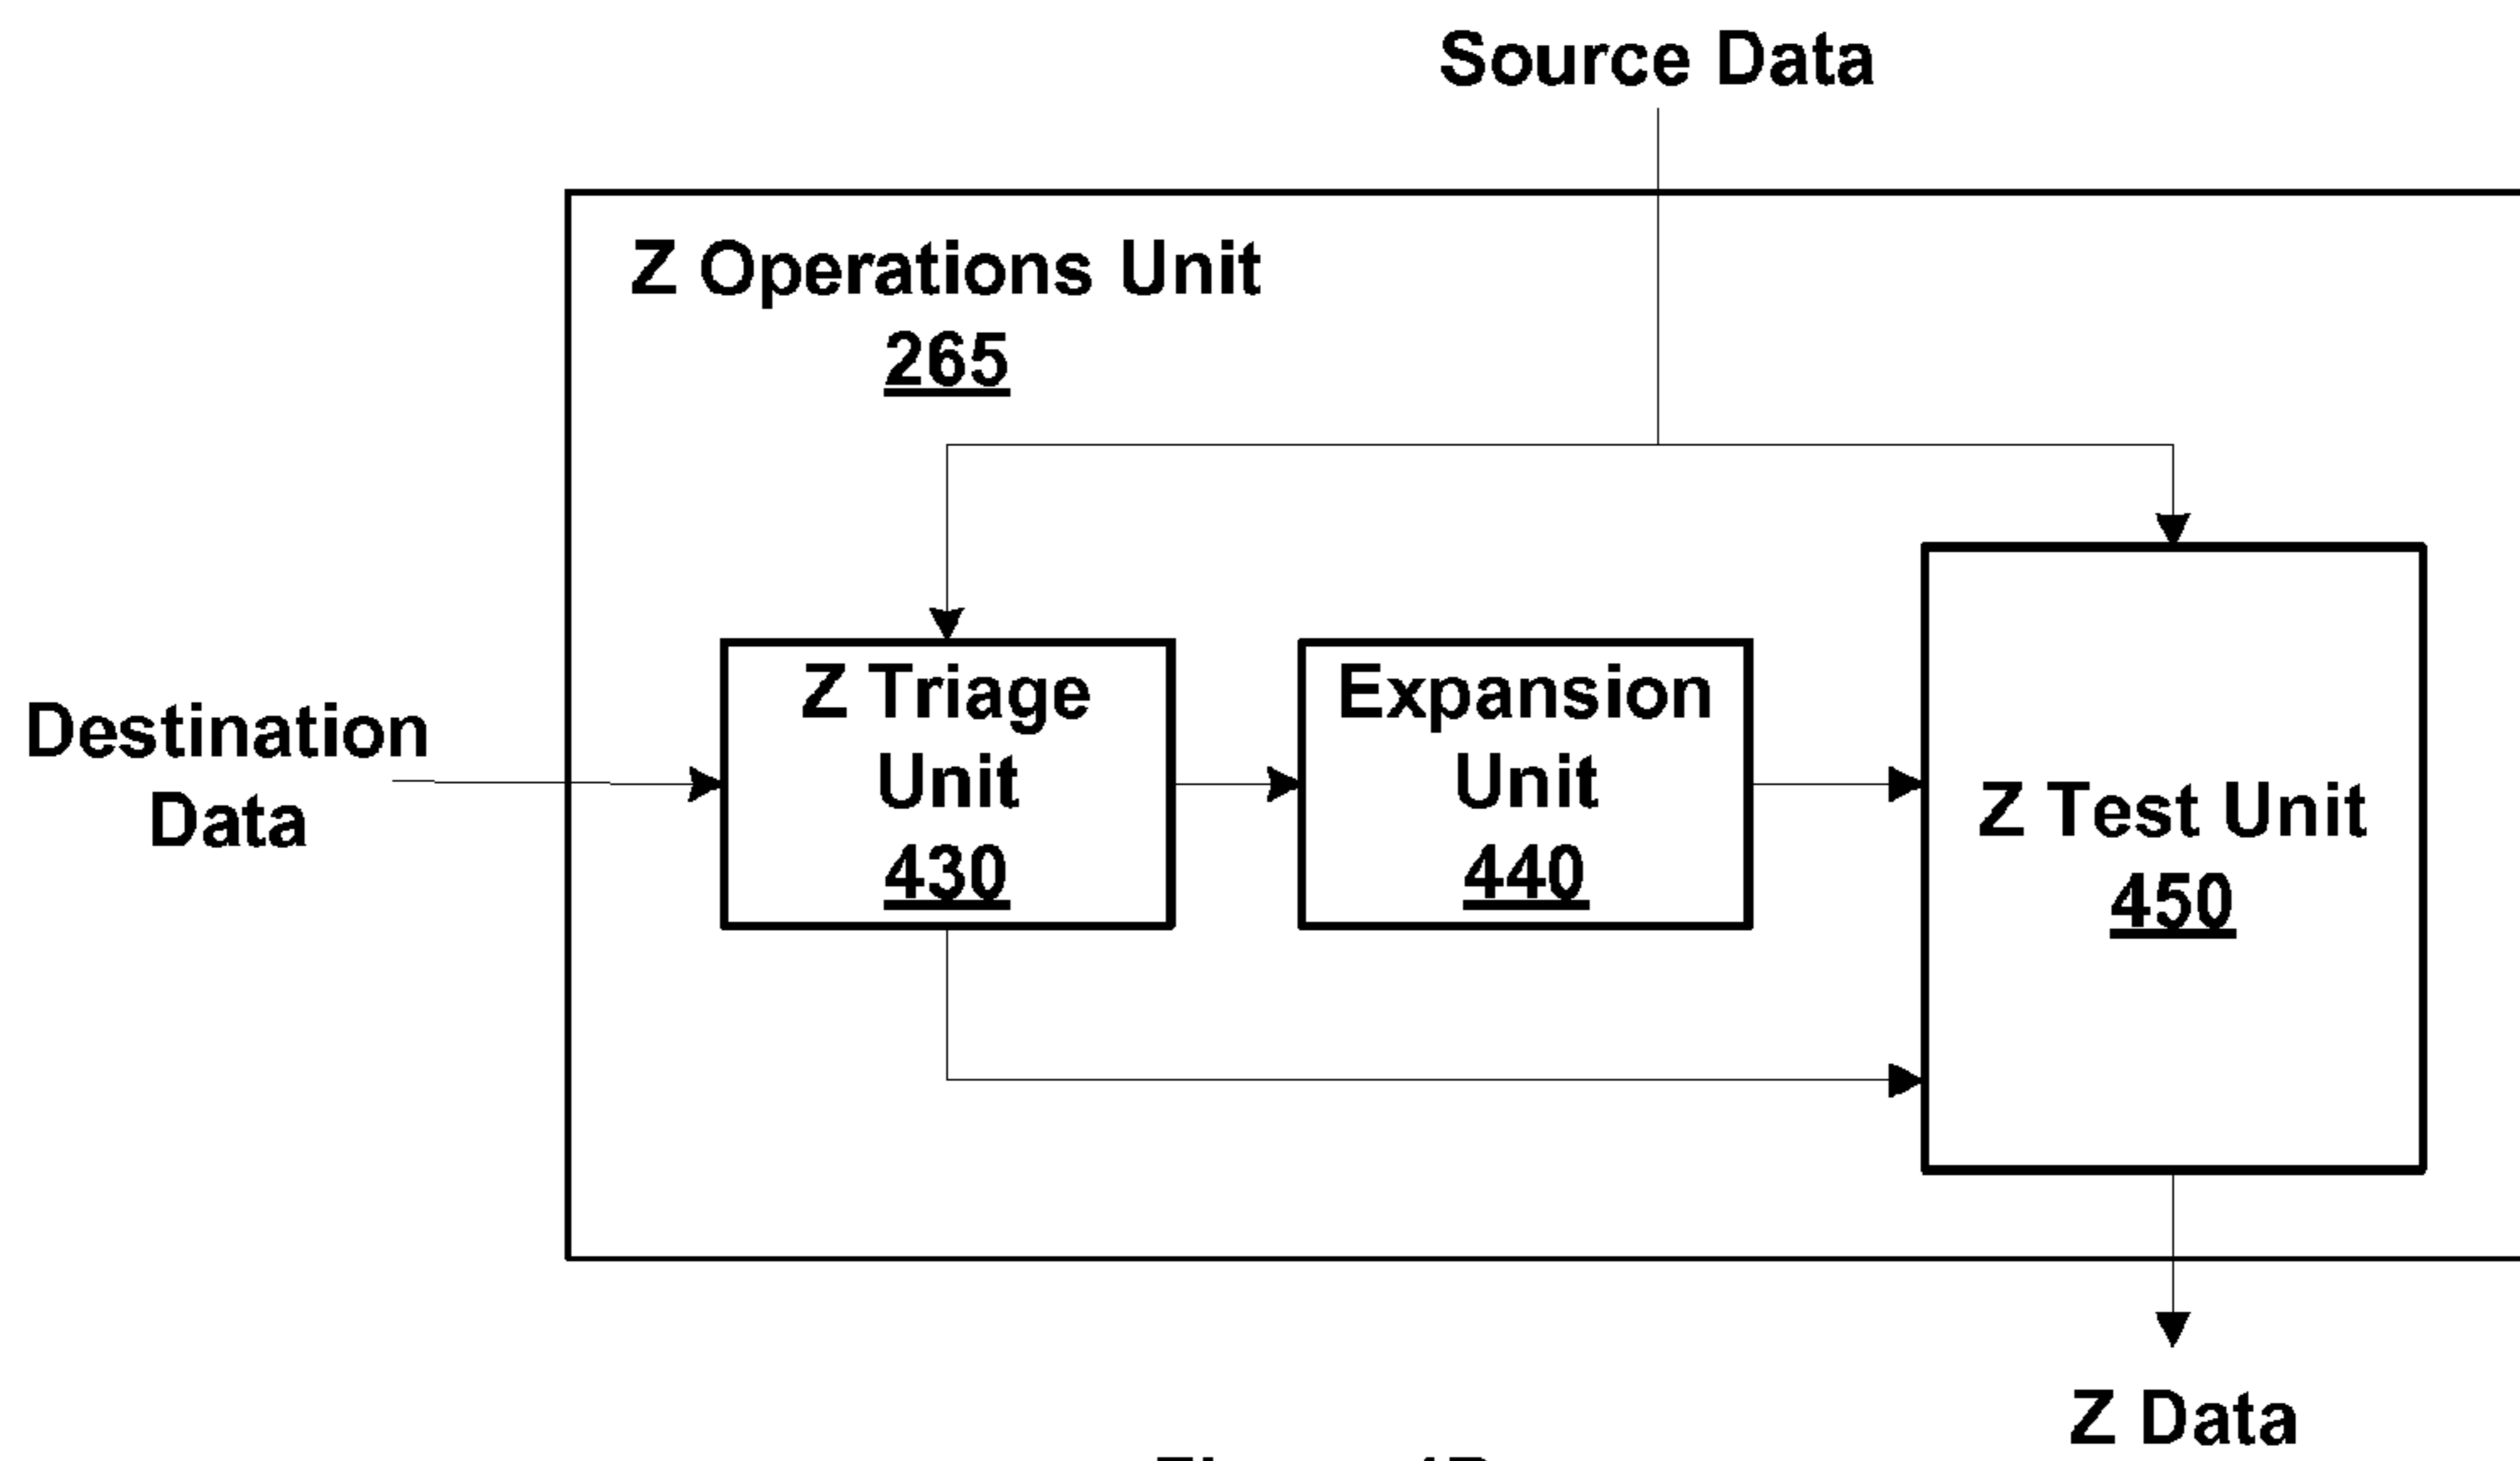 Source Data
Z Operations Unit
265
Destination
Data
Z Triage
Unit
430
Expansion
Unit
440
Z Test Unit
450
Z Data